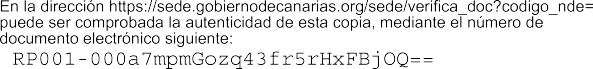 En la dirección https://sede.gobiernodecanarias.org/sede/verifica_doc?codigo_nde=
puede ser comprobada la autenticidad de esta copia, mediante el número de
documento electrónico siguiente:
RP001-000a7mpmGozq43fr5rHxFBjOQ==